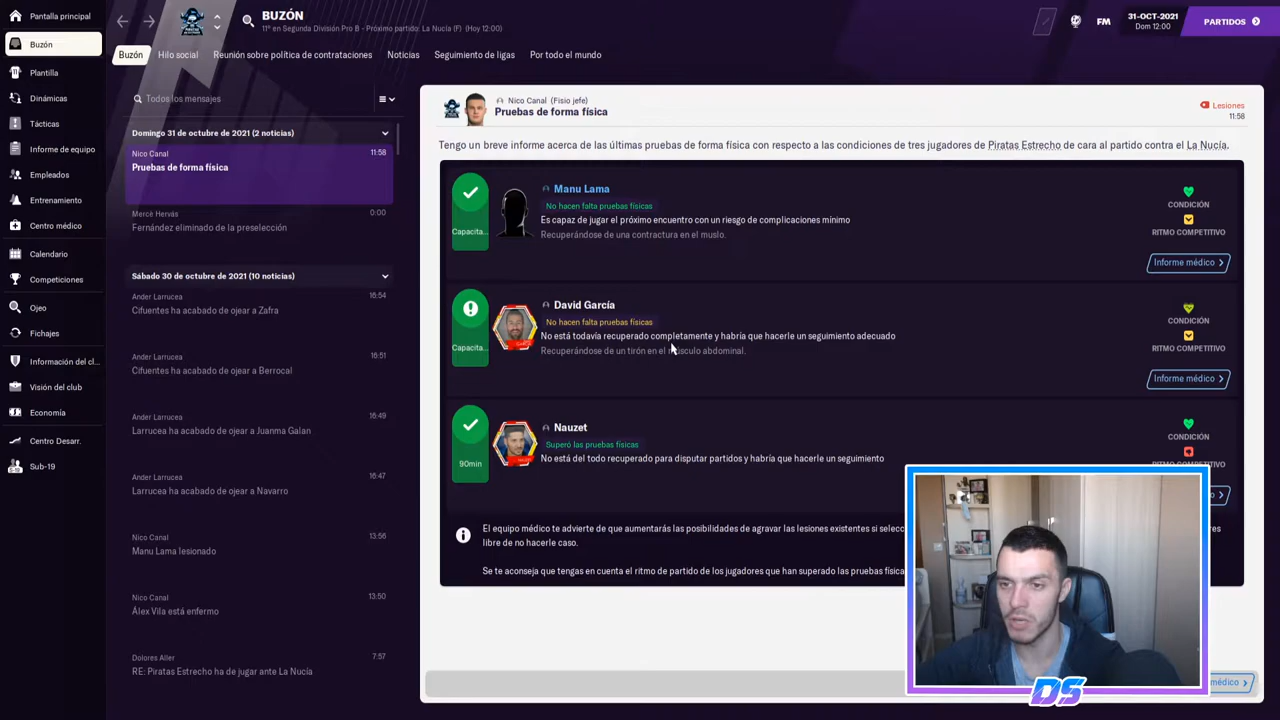 Pantalla principal
Buzón
Plantilla
Dinámicas
Tácticas
Informe de equipo
Empleados
Entrenamiento
Centro médico
Calendario
Competiciones
Ojeo
Fichajes
Información del cl...
Visión del club
Economía
Centro Desarr.
Sub-19
BUZÓN
11º en Segunda División Pro B - Próximo partido: La Nucía (F) (Hoy 12:00)
FM
31-OCT-2021
Dom 12:00
PARTIDOS
Buzón
Hilo social
Reunión sobre política de contrataciones
Noticias
Seguimiento de ligas
Por todo el mundo
Todos los mensajes
Domingo 31 de octubre de 2021 (2 noticias)
Nico Canal 11:58
Pruebas de forma física
Mercè Hervás 0:00
Fernández eliminado de la preselección
Sábado 30 de octubre de 2021 (10 noticias)
Ander Larrucea 16:54
Cifuentes ha acabado de ojear a Zafra
Ander Larrucea 16:51
Cifuentes ha acabado de ojear a Berrocal
Ander Larrucea 16:49
Larrucea ha acabado de ojear a Juanma Galan
Ander Larrucea 16:47
Larrucea ha acabado de ojear a Navarro
Nico Canal 13:56
Manu Lama lesionado
Nico Canal 13:50
Álex Vila está enfermo
Dolores Aller 7:57
RE: Piratas Estrecho ha de jugar ante La Nucía
Nico Canal (Fisio jefe)
Pruebas de forma física
Lesiones
11:58
Tengo un breve informe acerca de las últimas pruebas de forma física con respecto a las condiciones de tres jugadores de Piratas Estrecho de cara al partido contra el La Nucía.
Capacita...
Manu Lama
No hacen falta pruebas físicas
Es capaz de jugar el próximo encuentro con un riesgo de complicaciones mínimo
Recuperándose de una contractura en el muslo.
CONDICIÓN
RITMO COMPETITIVO
Informe médico
Capacita...
David García
No hacen falta pruebas físicas
No está todavía recuperado completamente y habría que hacerle un seguimiento adecuado
Recuperándose de un tirón en el músculo abdominal.
CONDICIÓN
RITMO COMPETITIVO
Informe médico
90min
Nauzet
Superó las pruebas físicas
No está del todo recuperado para disputar partidos y habría que hacerle un seguimiento
CONDICIÓN
RITMO COMPETITIVO
El equipo médico te advierte de que aumentarás las posibilidades de agravar las lesiones existentes si selecc
libre de no hacerle caso.
Se te aconseja que tengas en cuenta el ritmo de partido de los jugadores que han superado las pruebas física
médico
DS